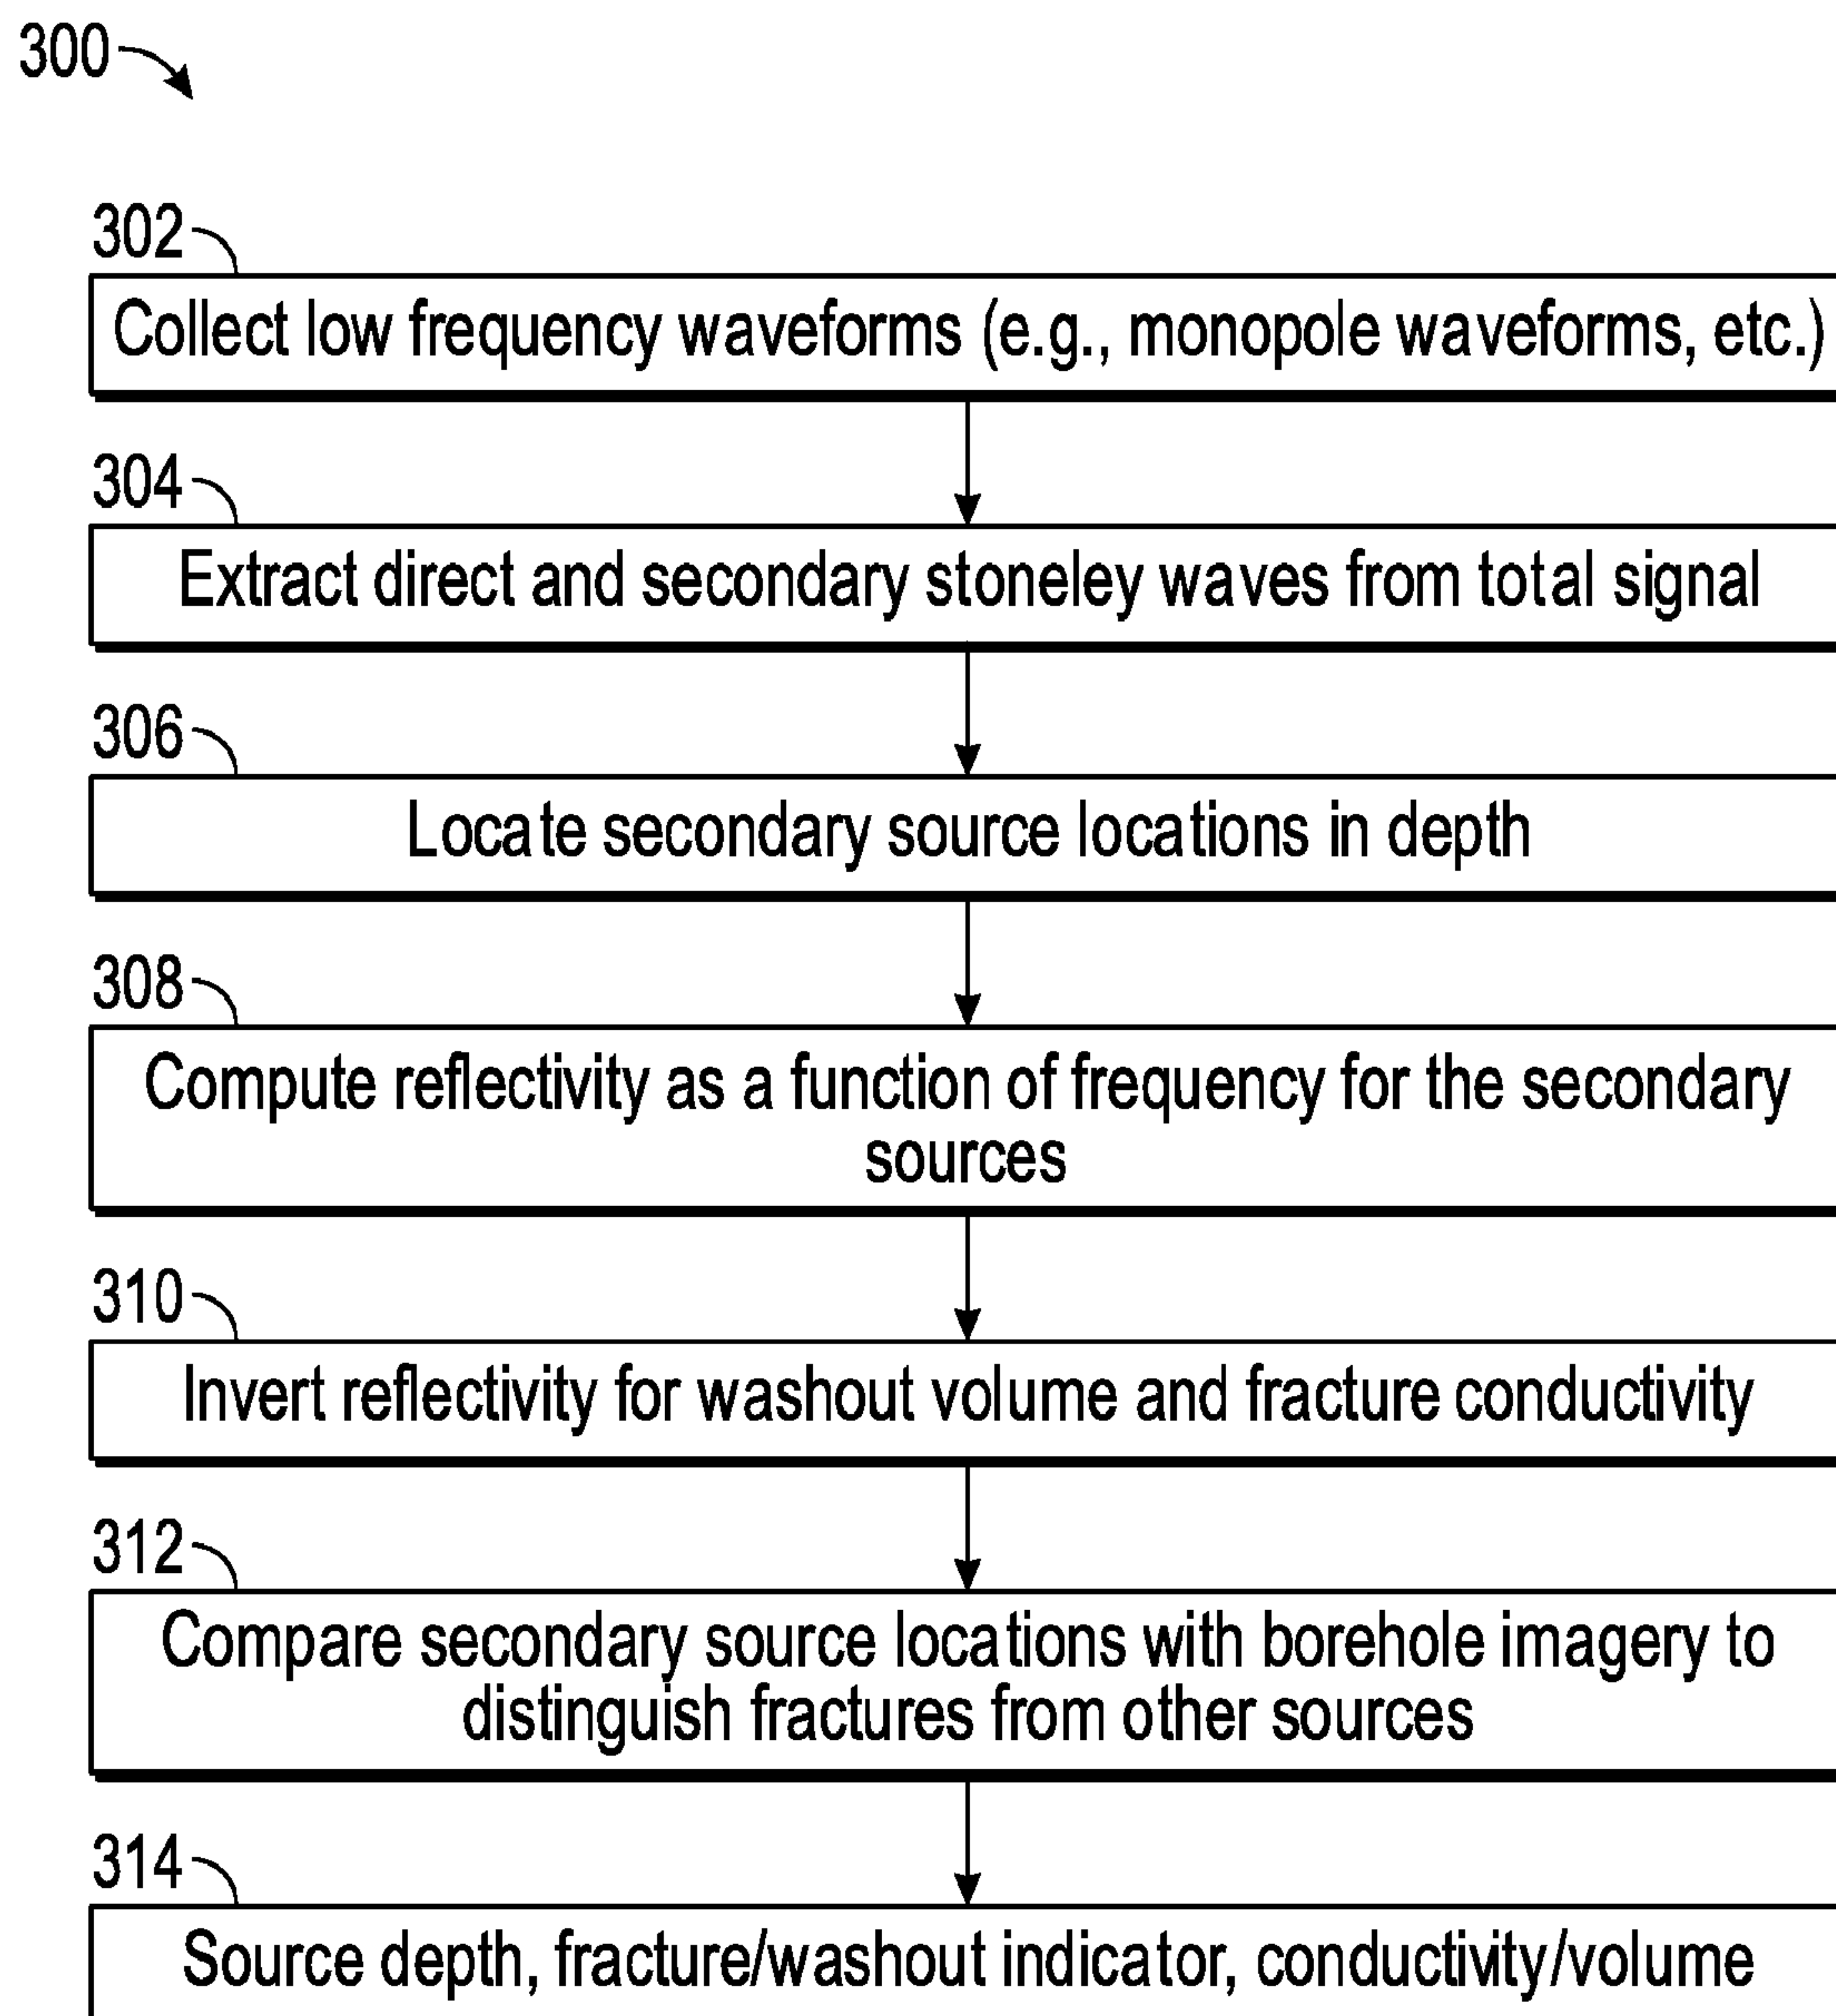 300
302
Collect low frequency waveforms (e.g., monopole waveforms, etc.)
304
Extract direct and secondary stoneley waves from total signal
306
Locate secondary source locations in depth
308
Compute reflectivity as a function of frequency for the secondary
sources
310
Invert reflectivity for washout volume and fracture conductivity
312
Compare secondary source locations with borehole imagery to
distinguish fractures from other sources
314
Source depth, fracture/washout indicator, conductivity/volume